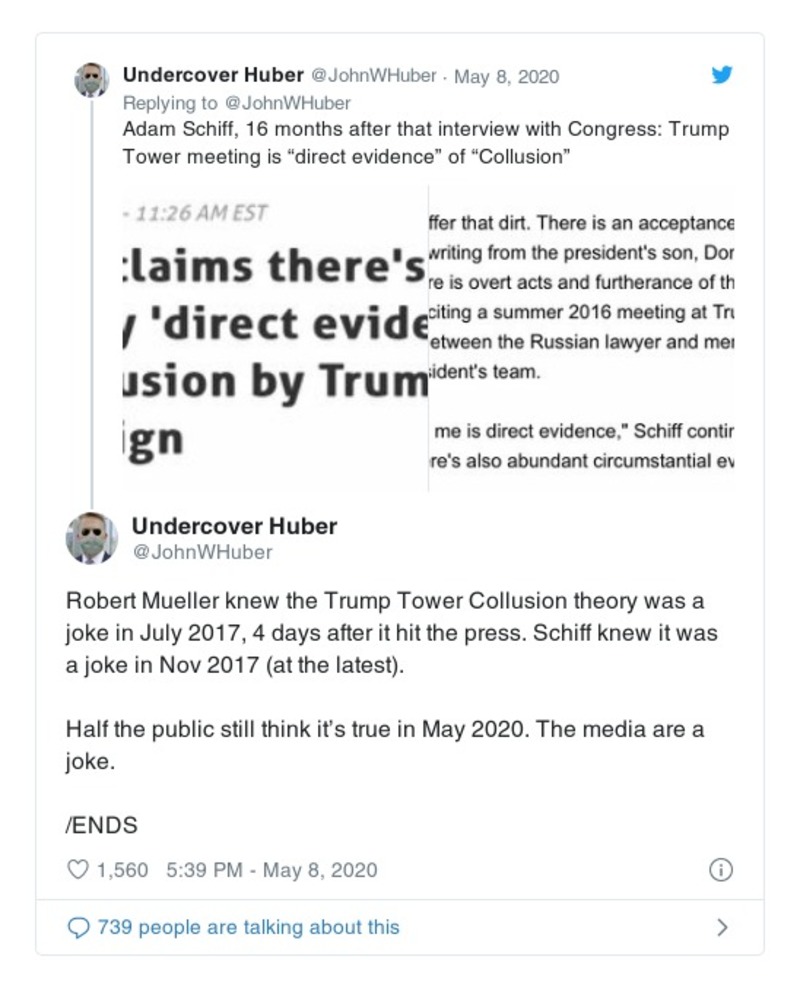 Undercover Huber @JohnWHuber · May 8, 2020
Replying to @JohnWHuber
Adam Schiff, 16 months after that interview with Congress: Trump
Tower meeting is “direct evidence” of “Collusion”
- 11:26 AM EST
claims there's
y 'direct evide
usion by Trum
ign
ffer that dirt. There is an acceptance
writing from the president's son, Don
re is overt acts and furtherance of th
citing a summer 2016 meeting at Tru
etween the Russian lawyer and mem
ident's team.
me is direct evidence," Schiff contin
re's also abundant circumstantial ev
Undercover Huber
@JohnWHuber
Robert Mueller knew the Trump Tower Collusion theory was a
joke in July 2017, 4 days after it hit the press. Schiff knew it was
a joke in Nov 2017 (at the latest).
Half the public still think it’s true in May 2020. The media are a
joke.
/ENDS
1,560 5:39 PM - May 8, 2020
739 people are talking about this